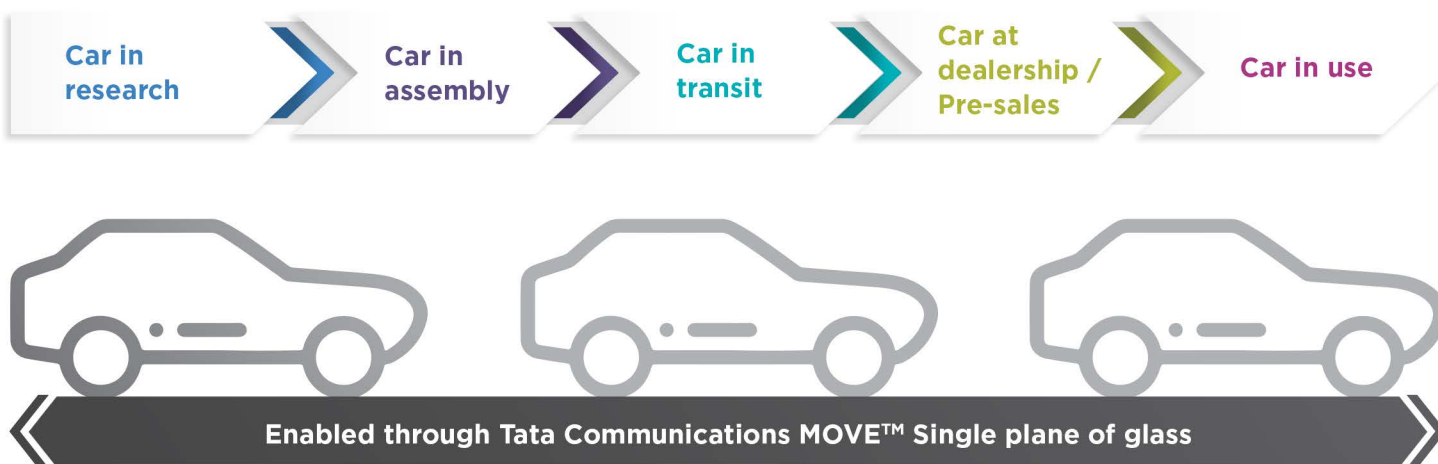 Car in
research
Car in
assembly
Car in
transit
Car at
dealership /
Pre-sales
Car in use
Enabled through Tata Communications MOVE™ Single plane of glass